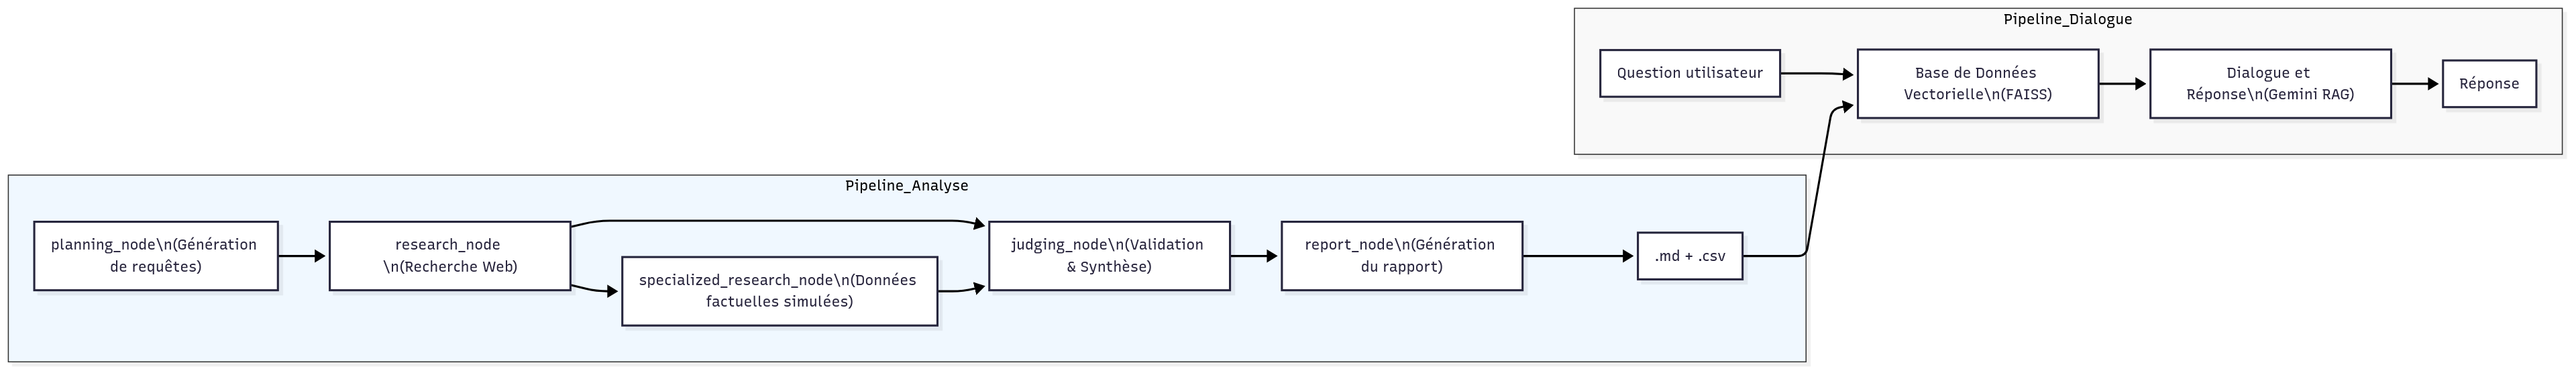 Pipeline_Dialogue
Question utilisateur
Base de Données
Vectorielle\n(FAISS)
Dialogue et
Réponse\n(Gemini RAG)
Réponse
Pipeline_Analyse
planning_node\n(Génération
de requêtes)
research_node
\n(Recherche Web)
specialized_research_node\n(Données
factuelles simulées)
judging_node\n(Validation
& Synthèse)
report_node\n(Génération
du rapport)
.md + .csv